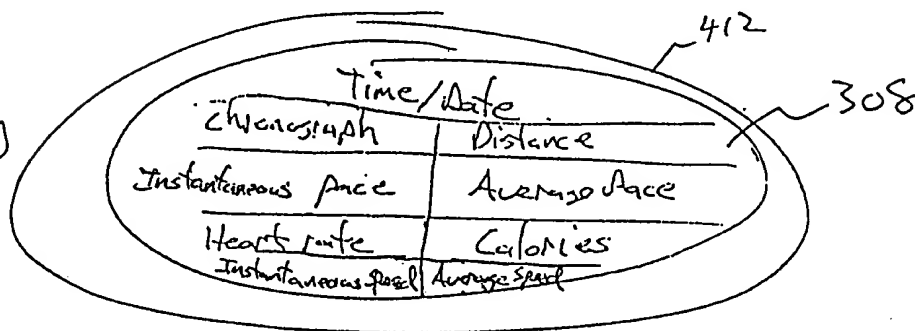 412
308
Time/Date
Chronograph Distance
Instantaneous pace Average Pace
Heart rate Calories
Instantaneous speed Average speed